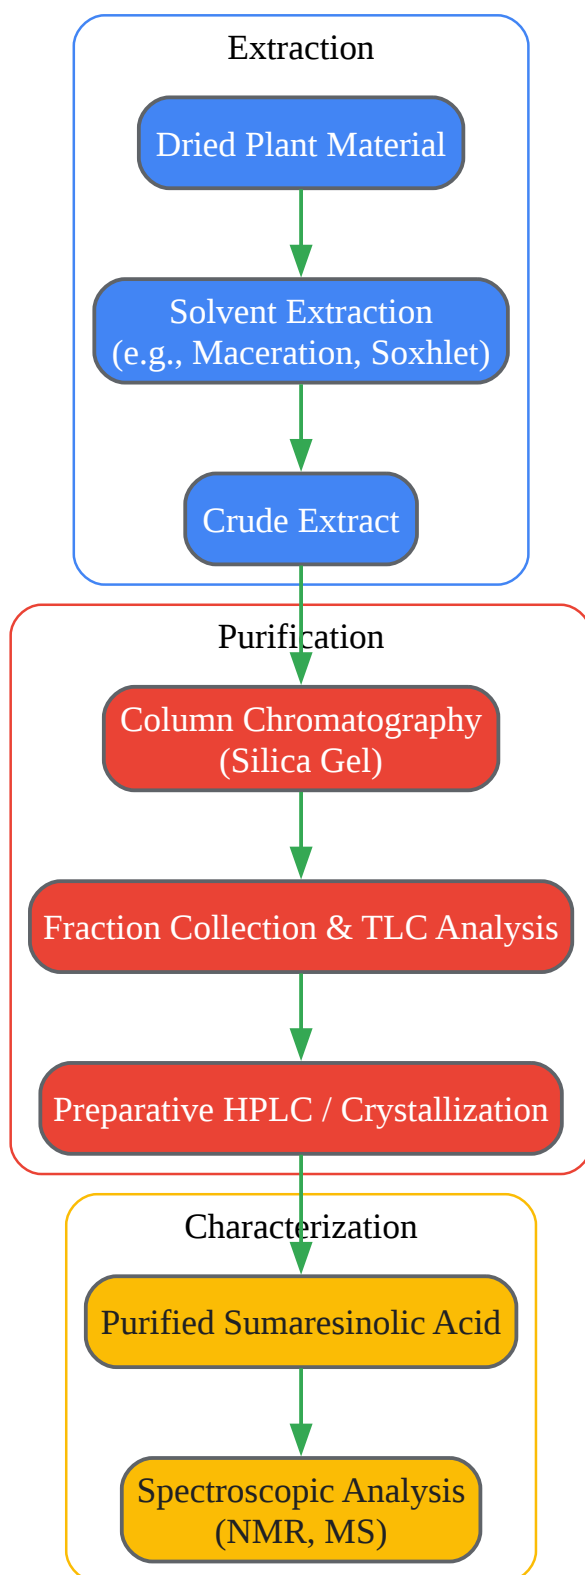 Extraction
Dried Plant Material
Solvent Extraction
(e.g., Maceration, Soxhlet)
Crude Extract
Purification
Column Chromatography
(Silica Gel)
Fraction Collection & TLC Analysis
Preparative HPLC / Crystallization
Characterization
Purified Sumaresinolic Acid
Spectroscopic Analysis
(NMR, MS)